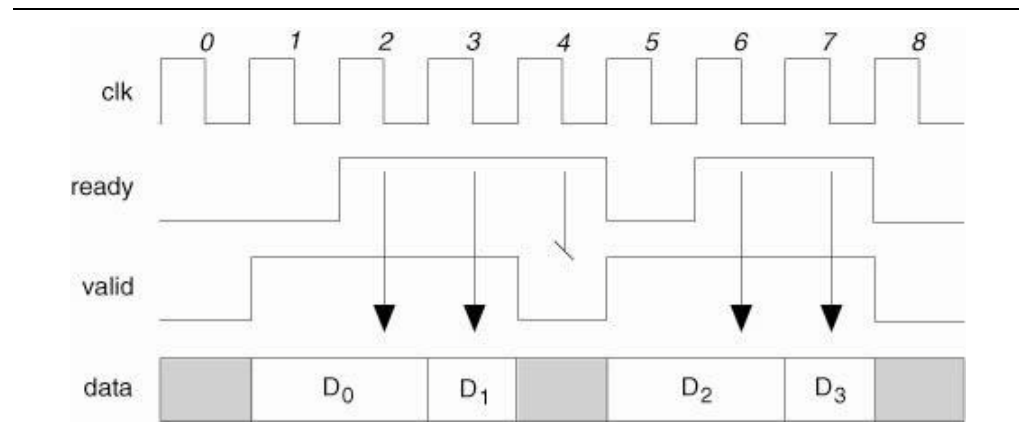 0 1 2 3 4 5 6 7 8
clk
ready
valid
data D₀ D₁ D₂ D₃